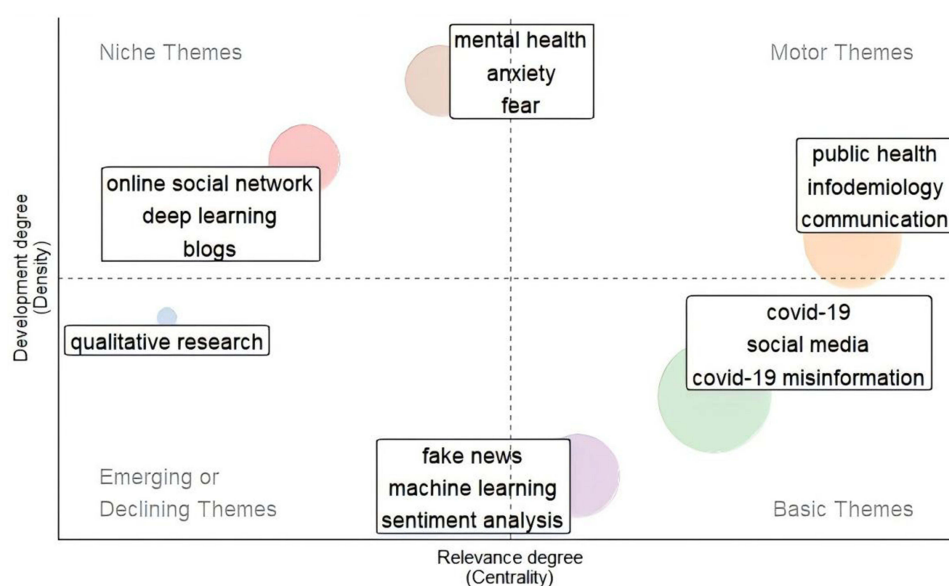 Niche Themes
mental health
anxiety
fear
Motor Themes
online social network
deep learning
blogs
public health
infodemiology
communication
Development degree
(Density)
qualitative research
covid-19
social media
covid-19 misinformation
Emerging or
Declining Themes
fake news
machine learning
sentiment analysis
Basic Themes
Relevance degree
(Centrality)